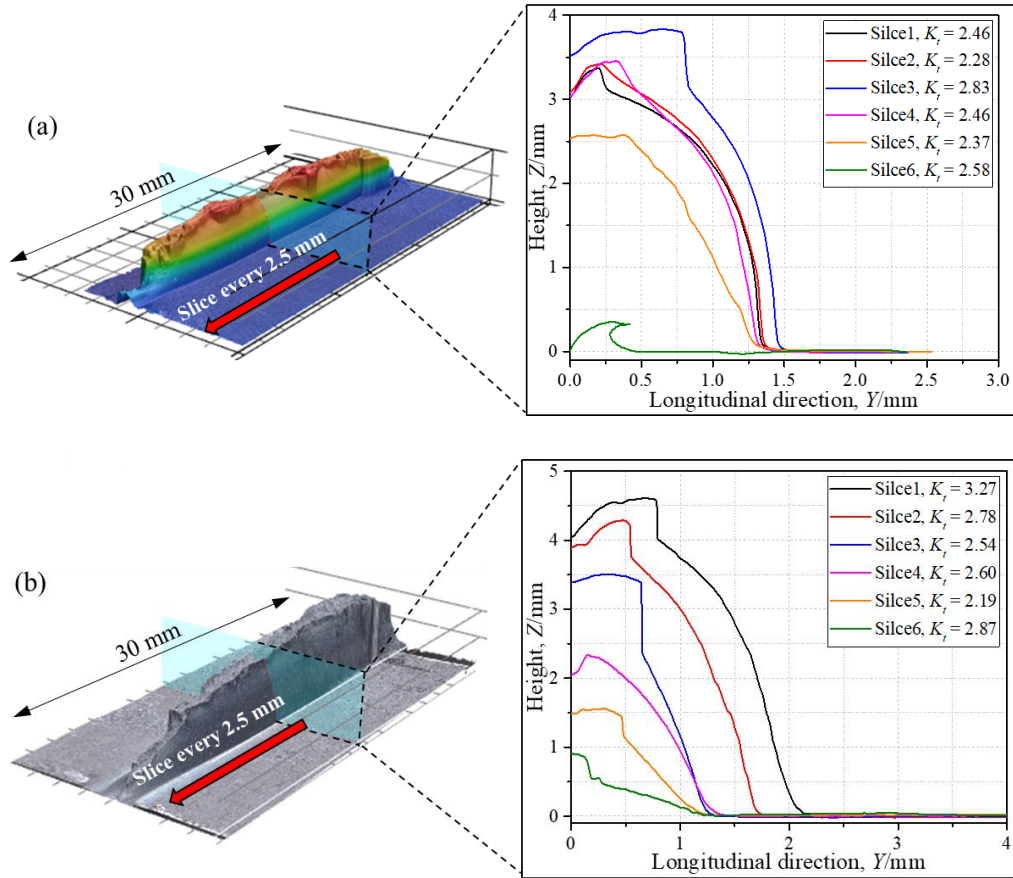 (a)
30 mm
Slice every 2.5 mm
Height, Z/mm
4
3
2
1
0
Silce1, Kt = 2.46
Silce2, Kt = 2.28
Silce3, Kt = 2.83
Silce4, Kt = 2.46
Silce5, Kt = 2.37
Silce6, Kt = 2.58
0.0 0.5 1.0 1.5 2.0 2.5 3.0
Longitudinal direction, Y/mm
(b)
30 mm
Slice every 2.5 mm
Height, Z/mm
5
4
3
2
1
0
Silce1, Kt = 3.27
Silce2, Kt = 2.78
Silce3, Kt = 2.54
Silce4, Kt = 2.60
Silce5, Kt = 2.19
Silce6, Kt = 2.87
0 1 2 3 4
Longitudinal direction, Y/mm